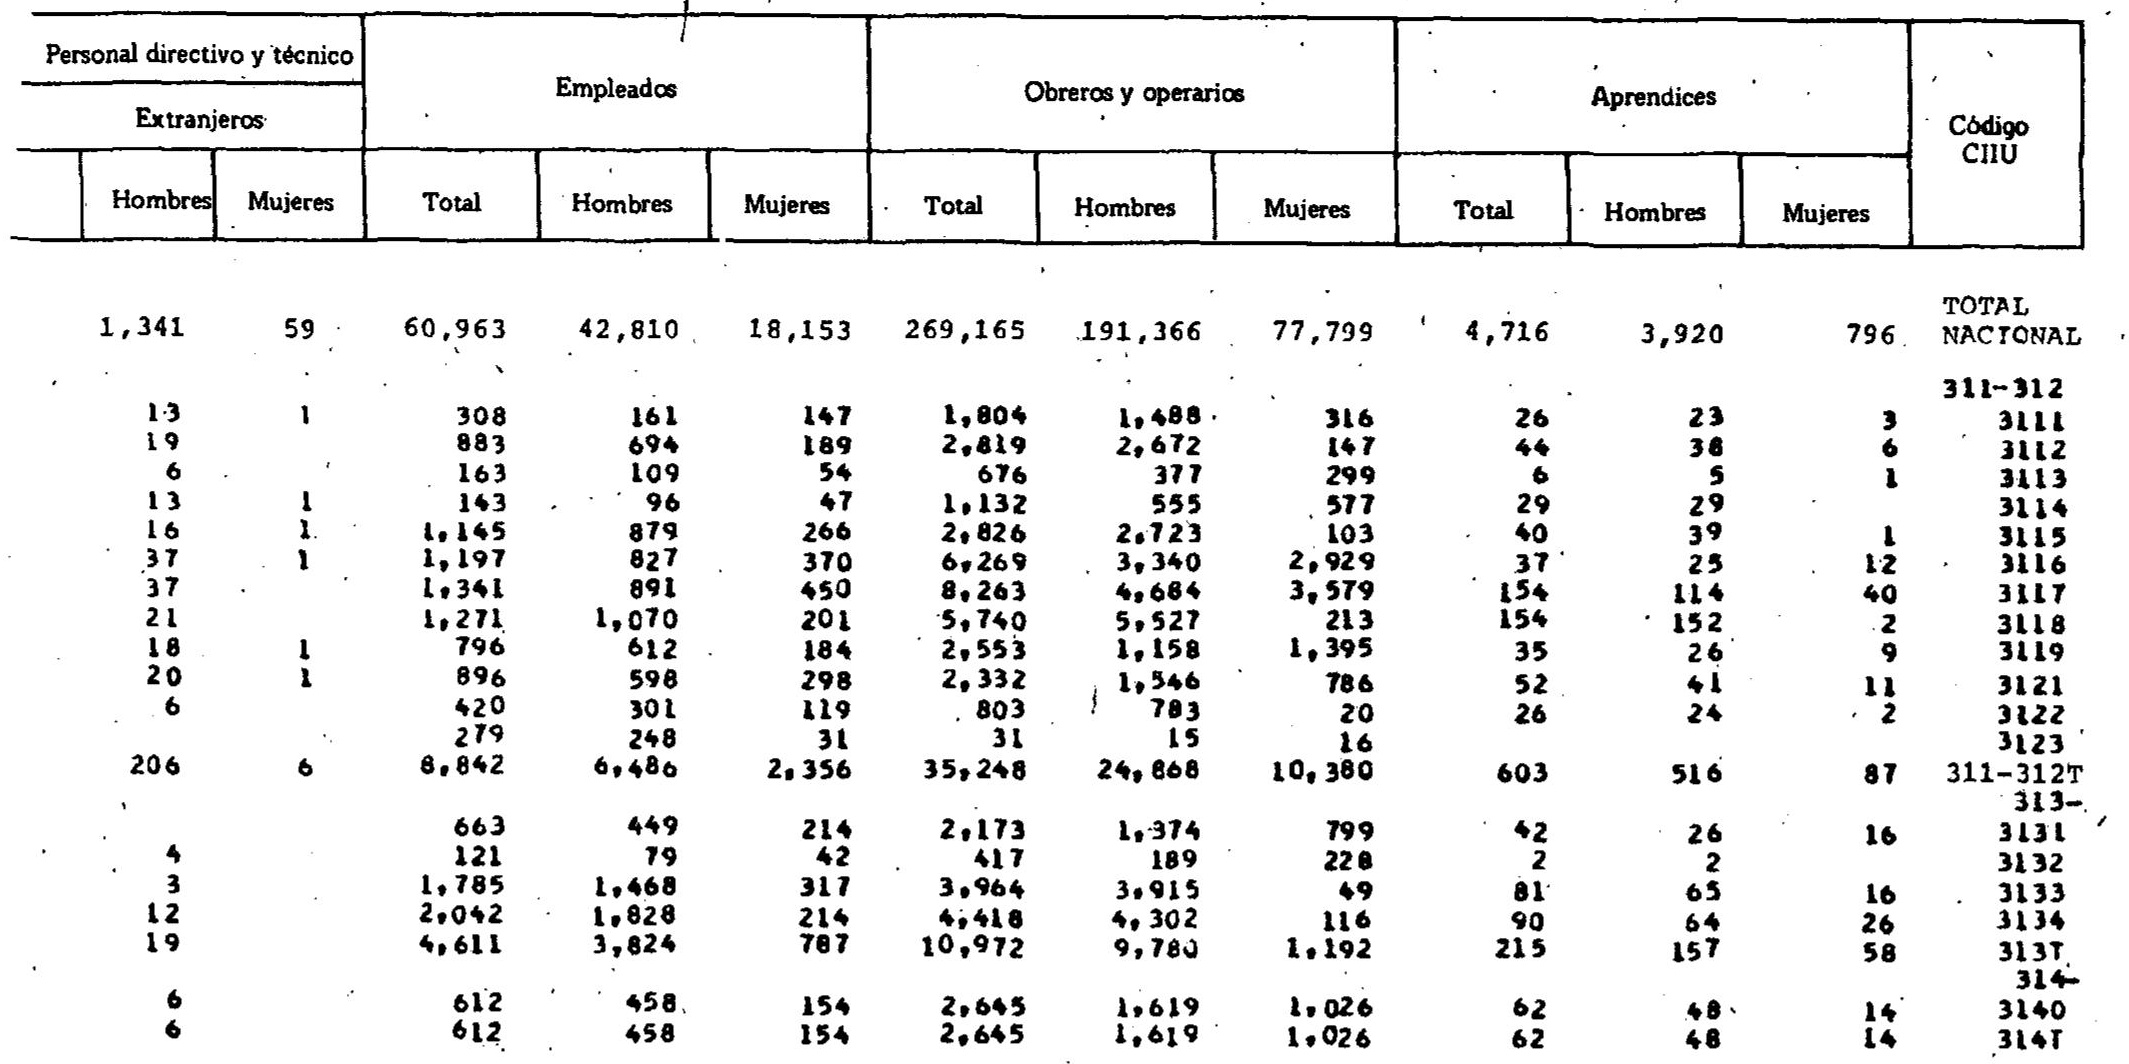 Personal directivo y técnico
Extranjeros
Empleados
Obreros y operarios
Aprendices
Código
CIIU
Hombres Mujeres Total Hombres Mujeres Total Hombres Mujeres Total Hombres Mujeres
TOTAL
1,341 59 60,963 42,810 18,153 269,165 191,366 77,799 4,716 3,920 796 NACIONAL
311-312
13 1 308 161 147 1,804 1,488 316 26 23 3 3111
19 883 694 189 2,819 2,672 147 44 38 6 3112
6 163 109 54 676 377 299 6 5 1 3113
13 1 143 96 47 1,132 555 577 29 29 3114
16 1 1,145 879 266 2,826 2,723 103 40 39 1 3115
37 1 1,197 827 370 6,269 3,340 2,929 37 25 12 3116
37 1,341 891 450 8,263 4,684 3,579 154 114 40 3117
21 1,271 1,070 201 5,740 5,527 213 154 152 2 3118
18 1 796 612 184 2,553 1,158 1,395 35 26 9 3119
20 1 896 598 298 2,332 1,546 786 52 41 11 3121
6 420 301 119 803 783 20 26 24 2 3122
279 248 31 31 15 16 3123
206 6 8,842 6,486 2,356 35,248 24,868 10,380 603 516 87 311-312T
313-
663 449 214 2,173 1,374 799 42 26 16 3131
4 121 79 42 417 189 228 2 2 3132
3 1,785 1,468 317 3,964 3,915 49 81 65 16 3133
12 2,042 1,828 214 4,418 4,302 116 90 64 26 3134
19 4,611 3,824 787 10,972 9,780 1,192 215 157 58 313T
314-
6 612 458 154 2,645 1,619 1,026 62 48 14 3140
6 612 458 154 2,645 1,619 1,026 62 48 14 314T